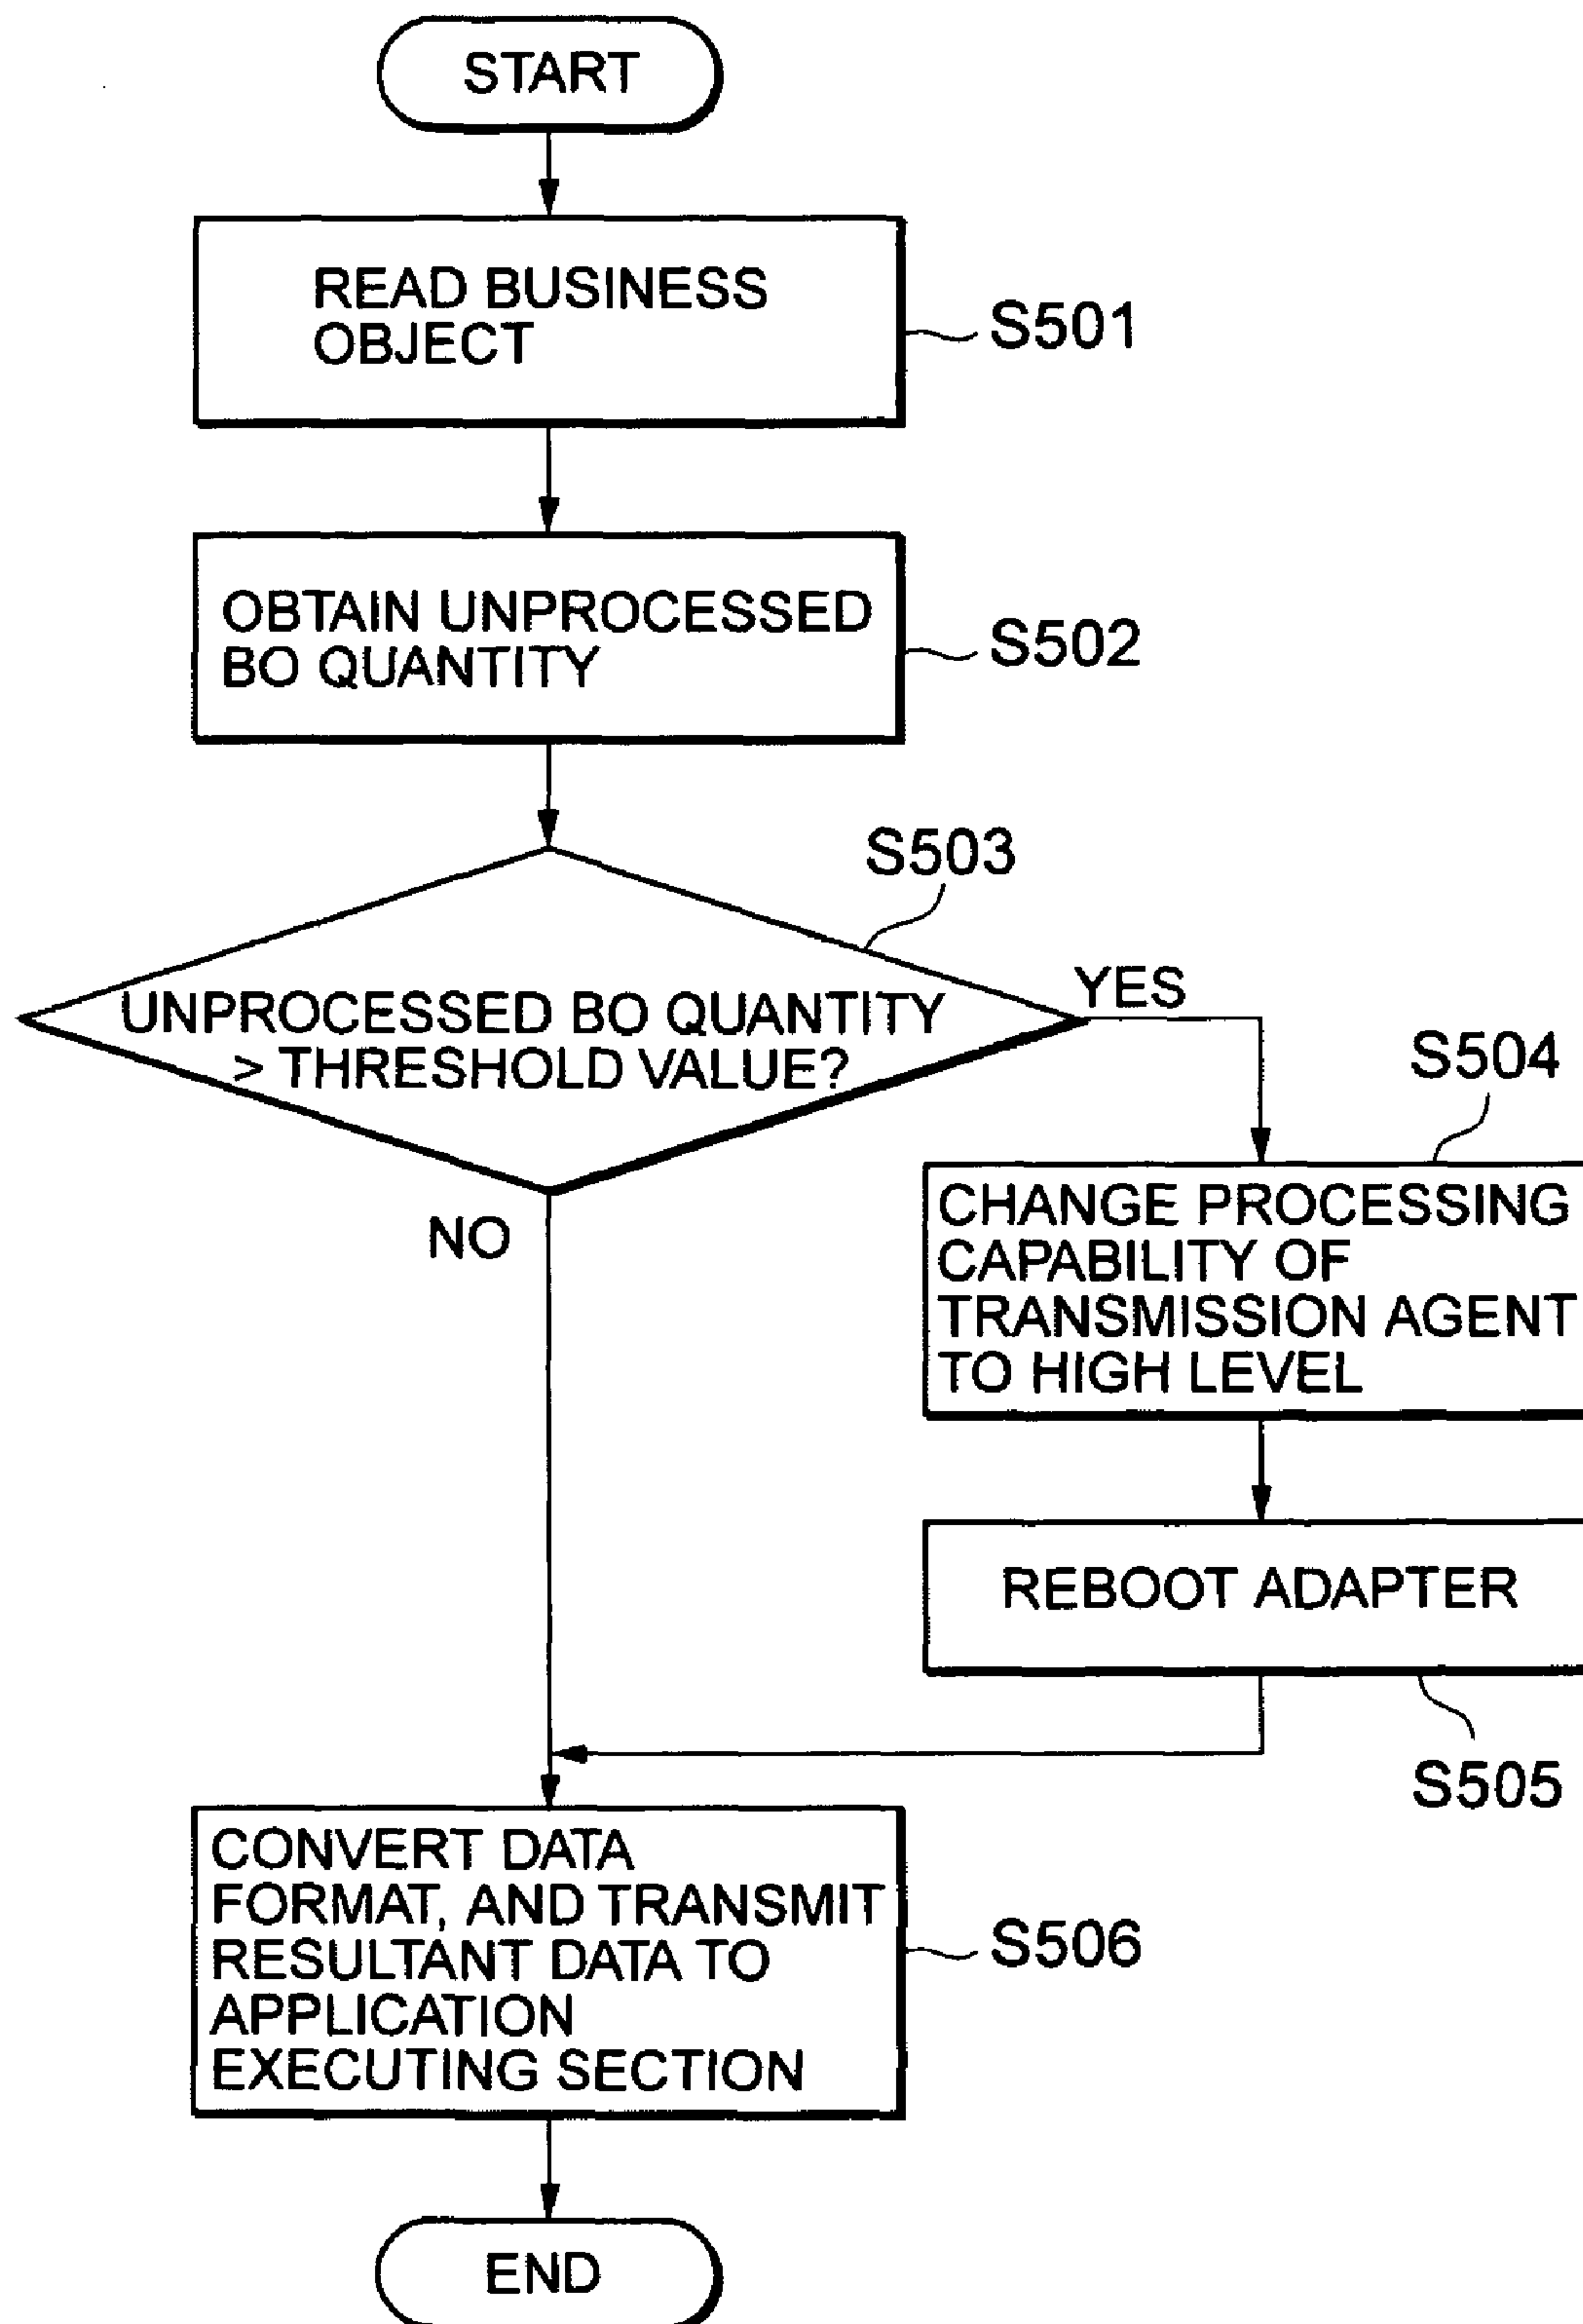 START
READ BUSINESS
OBJECT
S501
OBTAIN UNPROCESSED
BO QUANTITY
S502
S503
UNPROCESSED BO QUANTITY
> THRESHOLD VALUE?
YES
NO
S504
CHANGE PROCESSING
CAPABILITY OF
TRANSMISSION AGENT
TO HIGH LEVEL
REBOOT ADAPTER
S505
CONVERT DATA
FORMAT, AND TRANSMIT
RESULTANT DATA TO
APPLICATION
EXECUTING SECTION
S506
END